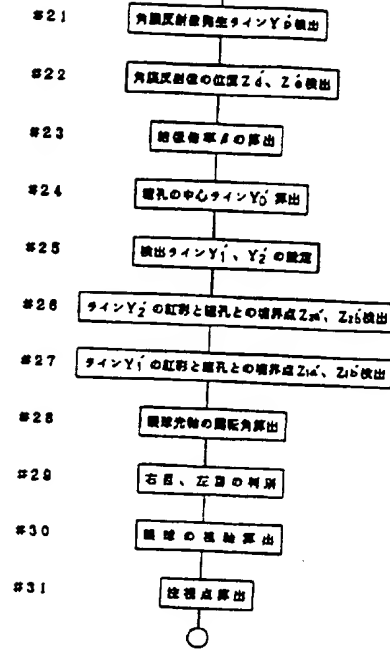 #21 角膜反射像発生ラインYp'検出
#22 角膜反射像の位置Zd'、Ze'検出
#23 結像倍率βの算出
#24 瞳孔の中心ラインY0'算出
#25 検出ラインY1'、Y2'の設定
#26 ラインY2'の虹彩と瞳孔との境界点Z2a'、Z2b'検出
#27 ラインY1'の虹彩と瞳孔との境界点Z1a'、Z1b'検出
#28 眼球光軸の回転角算出
#29 右目、左目の判別
#30 眼球の視軸算出
#31 注視点算出